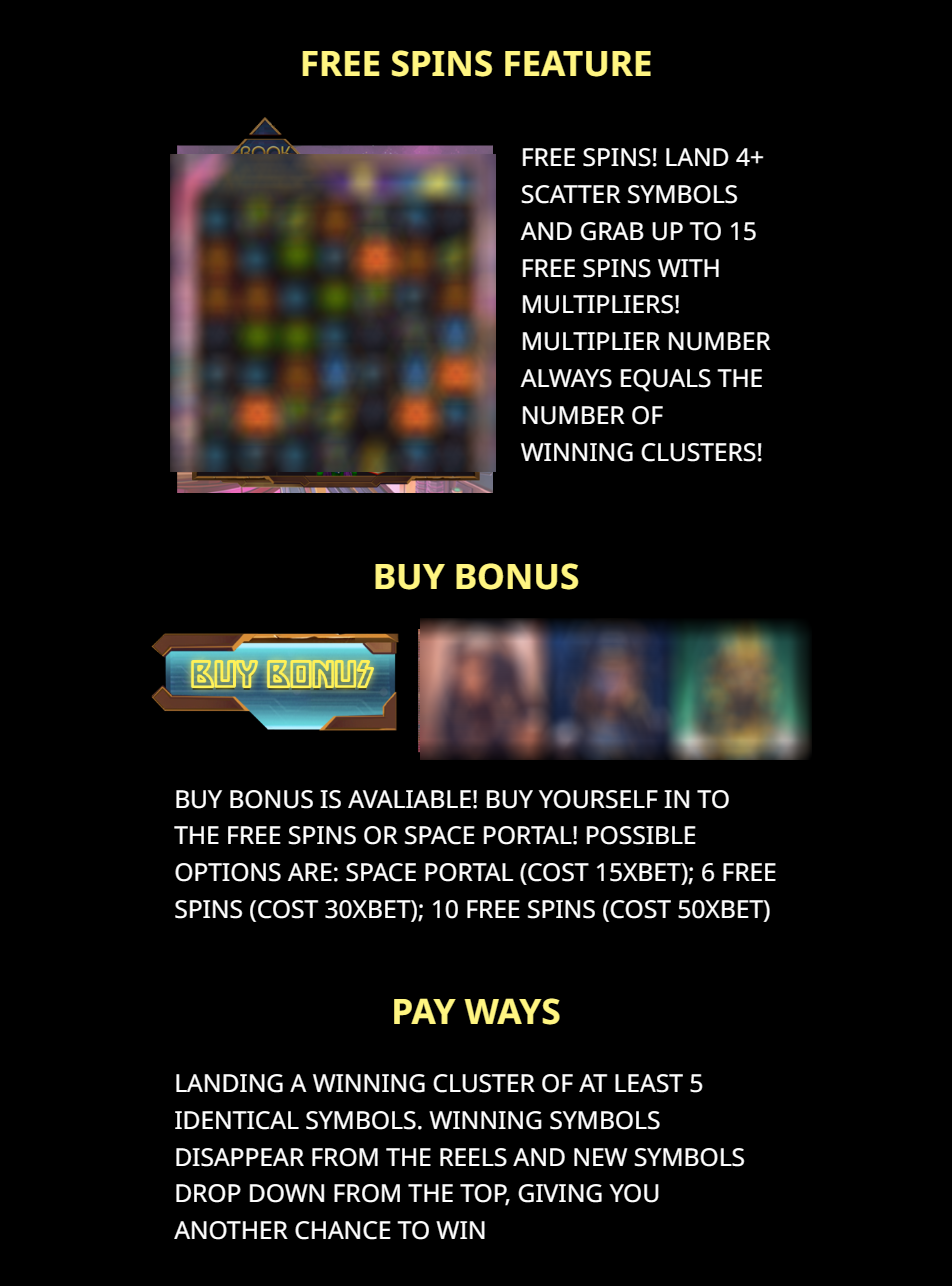 FREE SPINS FEATURE
BOOK
FREE SPINS! LAND 4+
SCATTER SYMBOLS
AND GRAB UP TO 15
FREE SPINS WITH
MULTIPLIERS!
MULTIPLIER NUMBER
ALWAYS EQUALS THE
NUMBER OF
WINNING CLUSTERS!
BUY BONUS
BUY BONUS
BUY BONUS IS AVALIABLE! BUY YOURSELF IN TO
THE FREE SPINS OR SPACE PORTAL! POSSIBLE
OPTIONS ARE: SPACE PORTAL (COST 15XBET); 6 FREE
SPINS (COST 30XBET); 10 FREE SPINS (COST 50XBET)
PAY WAYS
LANDING A WINNING CLUSTER OF AT LEAST 5
IDENTICAL SYMBOLS. WINNING SYMBOLS
DISAPPEAR FROM THE REELS AND NEW SYMBOLS
DROP DOWN FROM THE TOP, GIVING YOU
ANOTHER CHANCE TO WIN